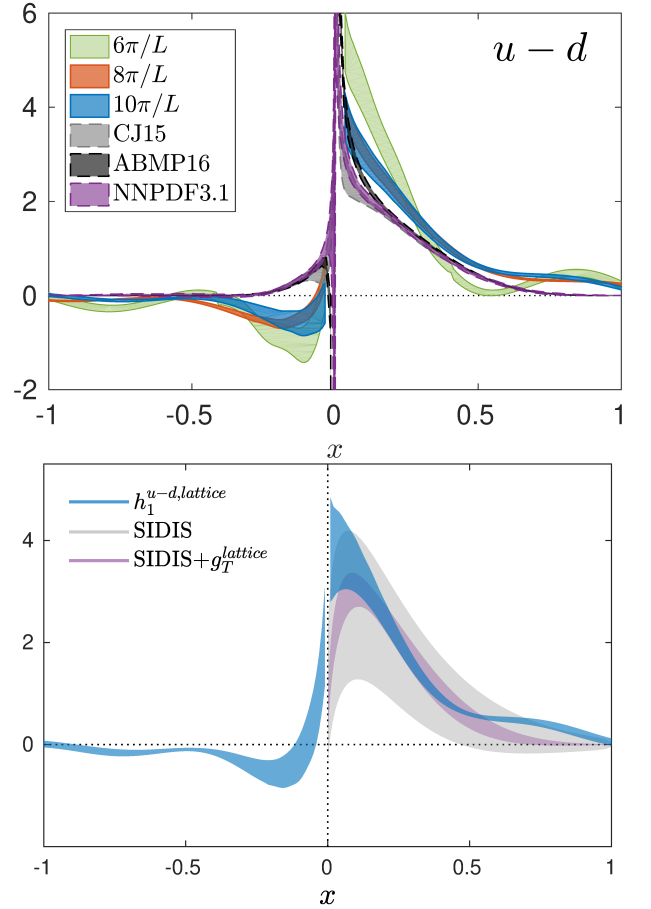 6
4
2
0
-2
u − d
6π/L
8π/L
10π/L
CJ15
ABMP16
NNPDF3.1
-1 -0.5 0 0.5 1
x
4
2
0
h₁ᵘ⁻ᵈ,ˡᵃᵗᵗⁱᶜᵉ
SIDIS
SIDIS+g_T^lattice
-1 -0.5 0 0.5 1
x